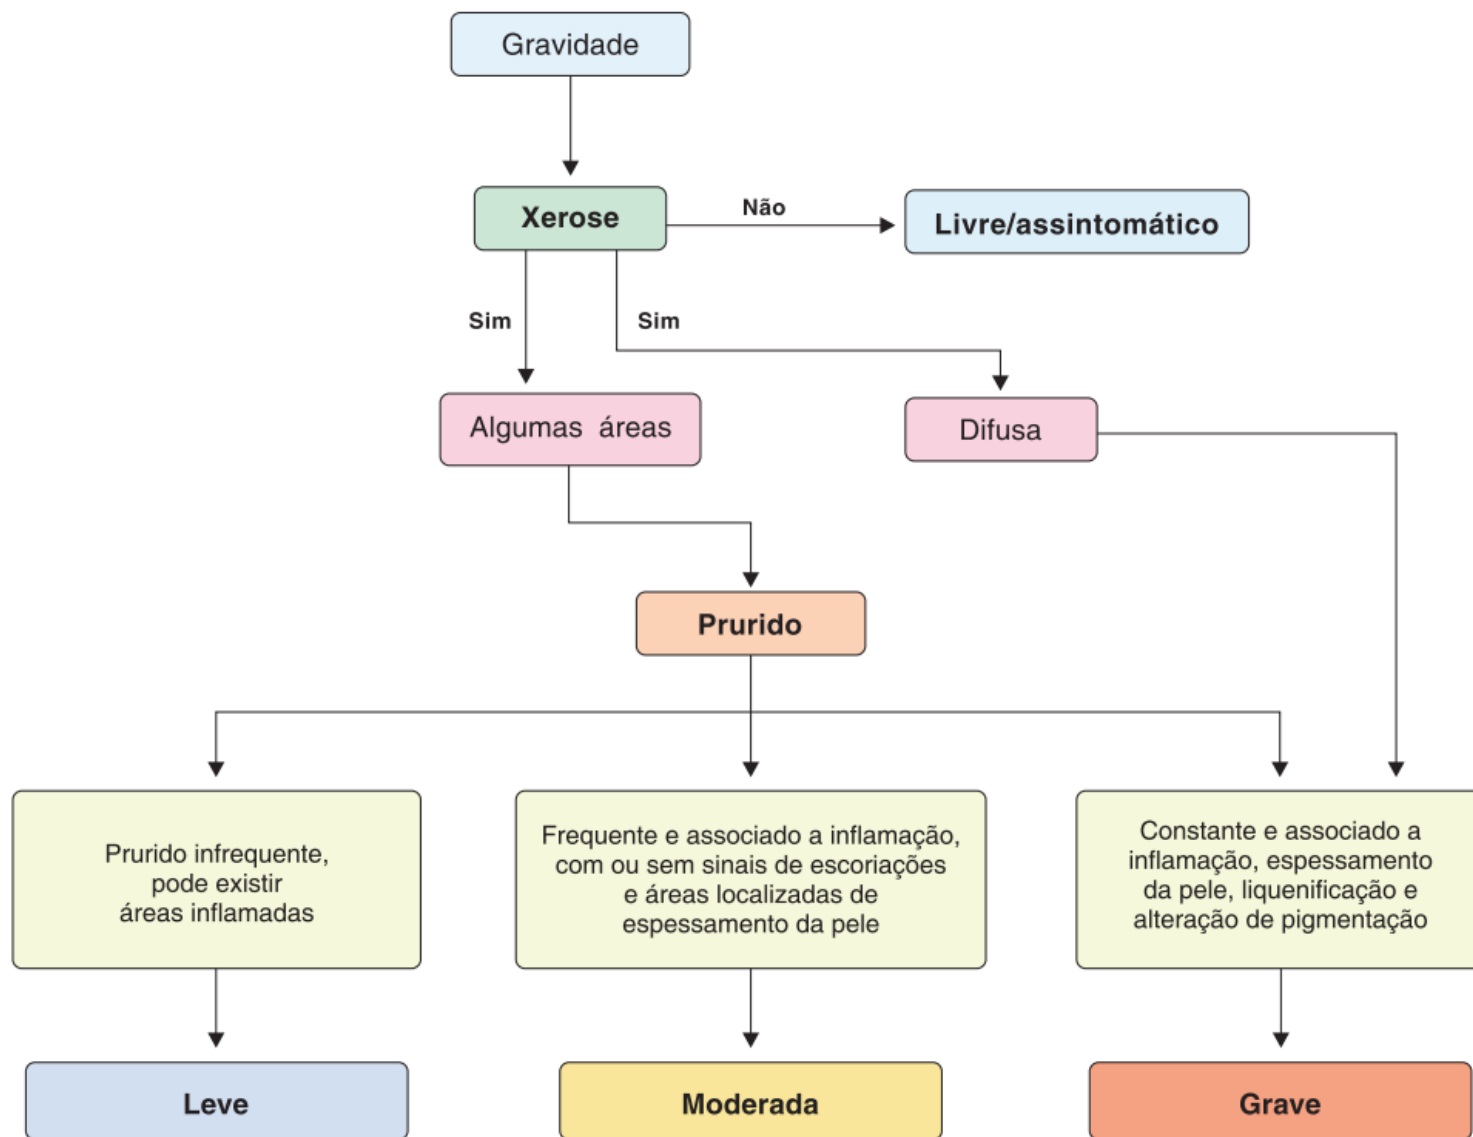 Gravidade
Xerose
Não
Livre/assintomático
Sim
Sim
Algumas áreas
Difusa
Prurido
Prurido infrequente,
pode existir
áreas inflamadas
Frequente e associado a inflamação,
com ou sem sinais de escoriações
e áreas localizadas de
espessamento da pele
Constante e associado a
inflamação, espessamento
da pele, liquenificação e
alteração de pigmentação
Leve
Moderada
Grave